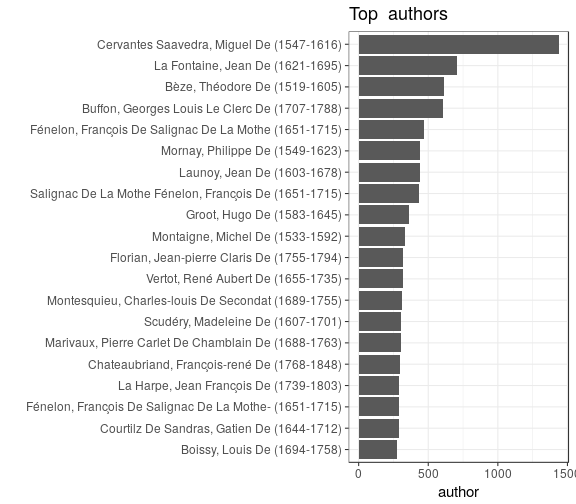 Top authors
Cervantes Saavedra, Miguel De (1547-1616)
La Fontaine, Jean De (1621-1695)
Bèze, Théodore De (1519-1605)
Buffon, Georges Louis Le Clerc De (1707-1788)
Fénelon, François De Salignac De La Mothe (1651-1715)
Mornay, Philippe De (1549-1623)
Launoy, Jean De (1603-1678)
Salignac De La Mothe Fénelon, François De (1651-1715)
Groot, Hugo De (1583-1645)
Montaigne, Michel De (1533-1592)
Florian, Jean-pierre Claris De (1755-1794)
Vertot, René Aubert De (1655-1735)
Montesquieu, Charles-louis De Secondat (1689-1755)
Scudéry, Madeleine De (1607-1701)
Marivaux, Pierre Carlet De Chamblain De (1688-1763)
Chateaubriand, François-rené De (1768-1848)
La Harpe, Jean François De (1739-1803)
Fénelon, François De Salignac De La Mothe- (1651-1715)
Courtilz De Sandras, Gatien De (1644-1712)
Boissy, Louis De (1694-1758)
0 500 1000 1500
author